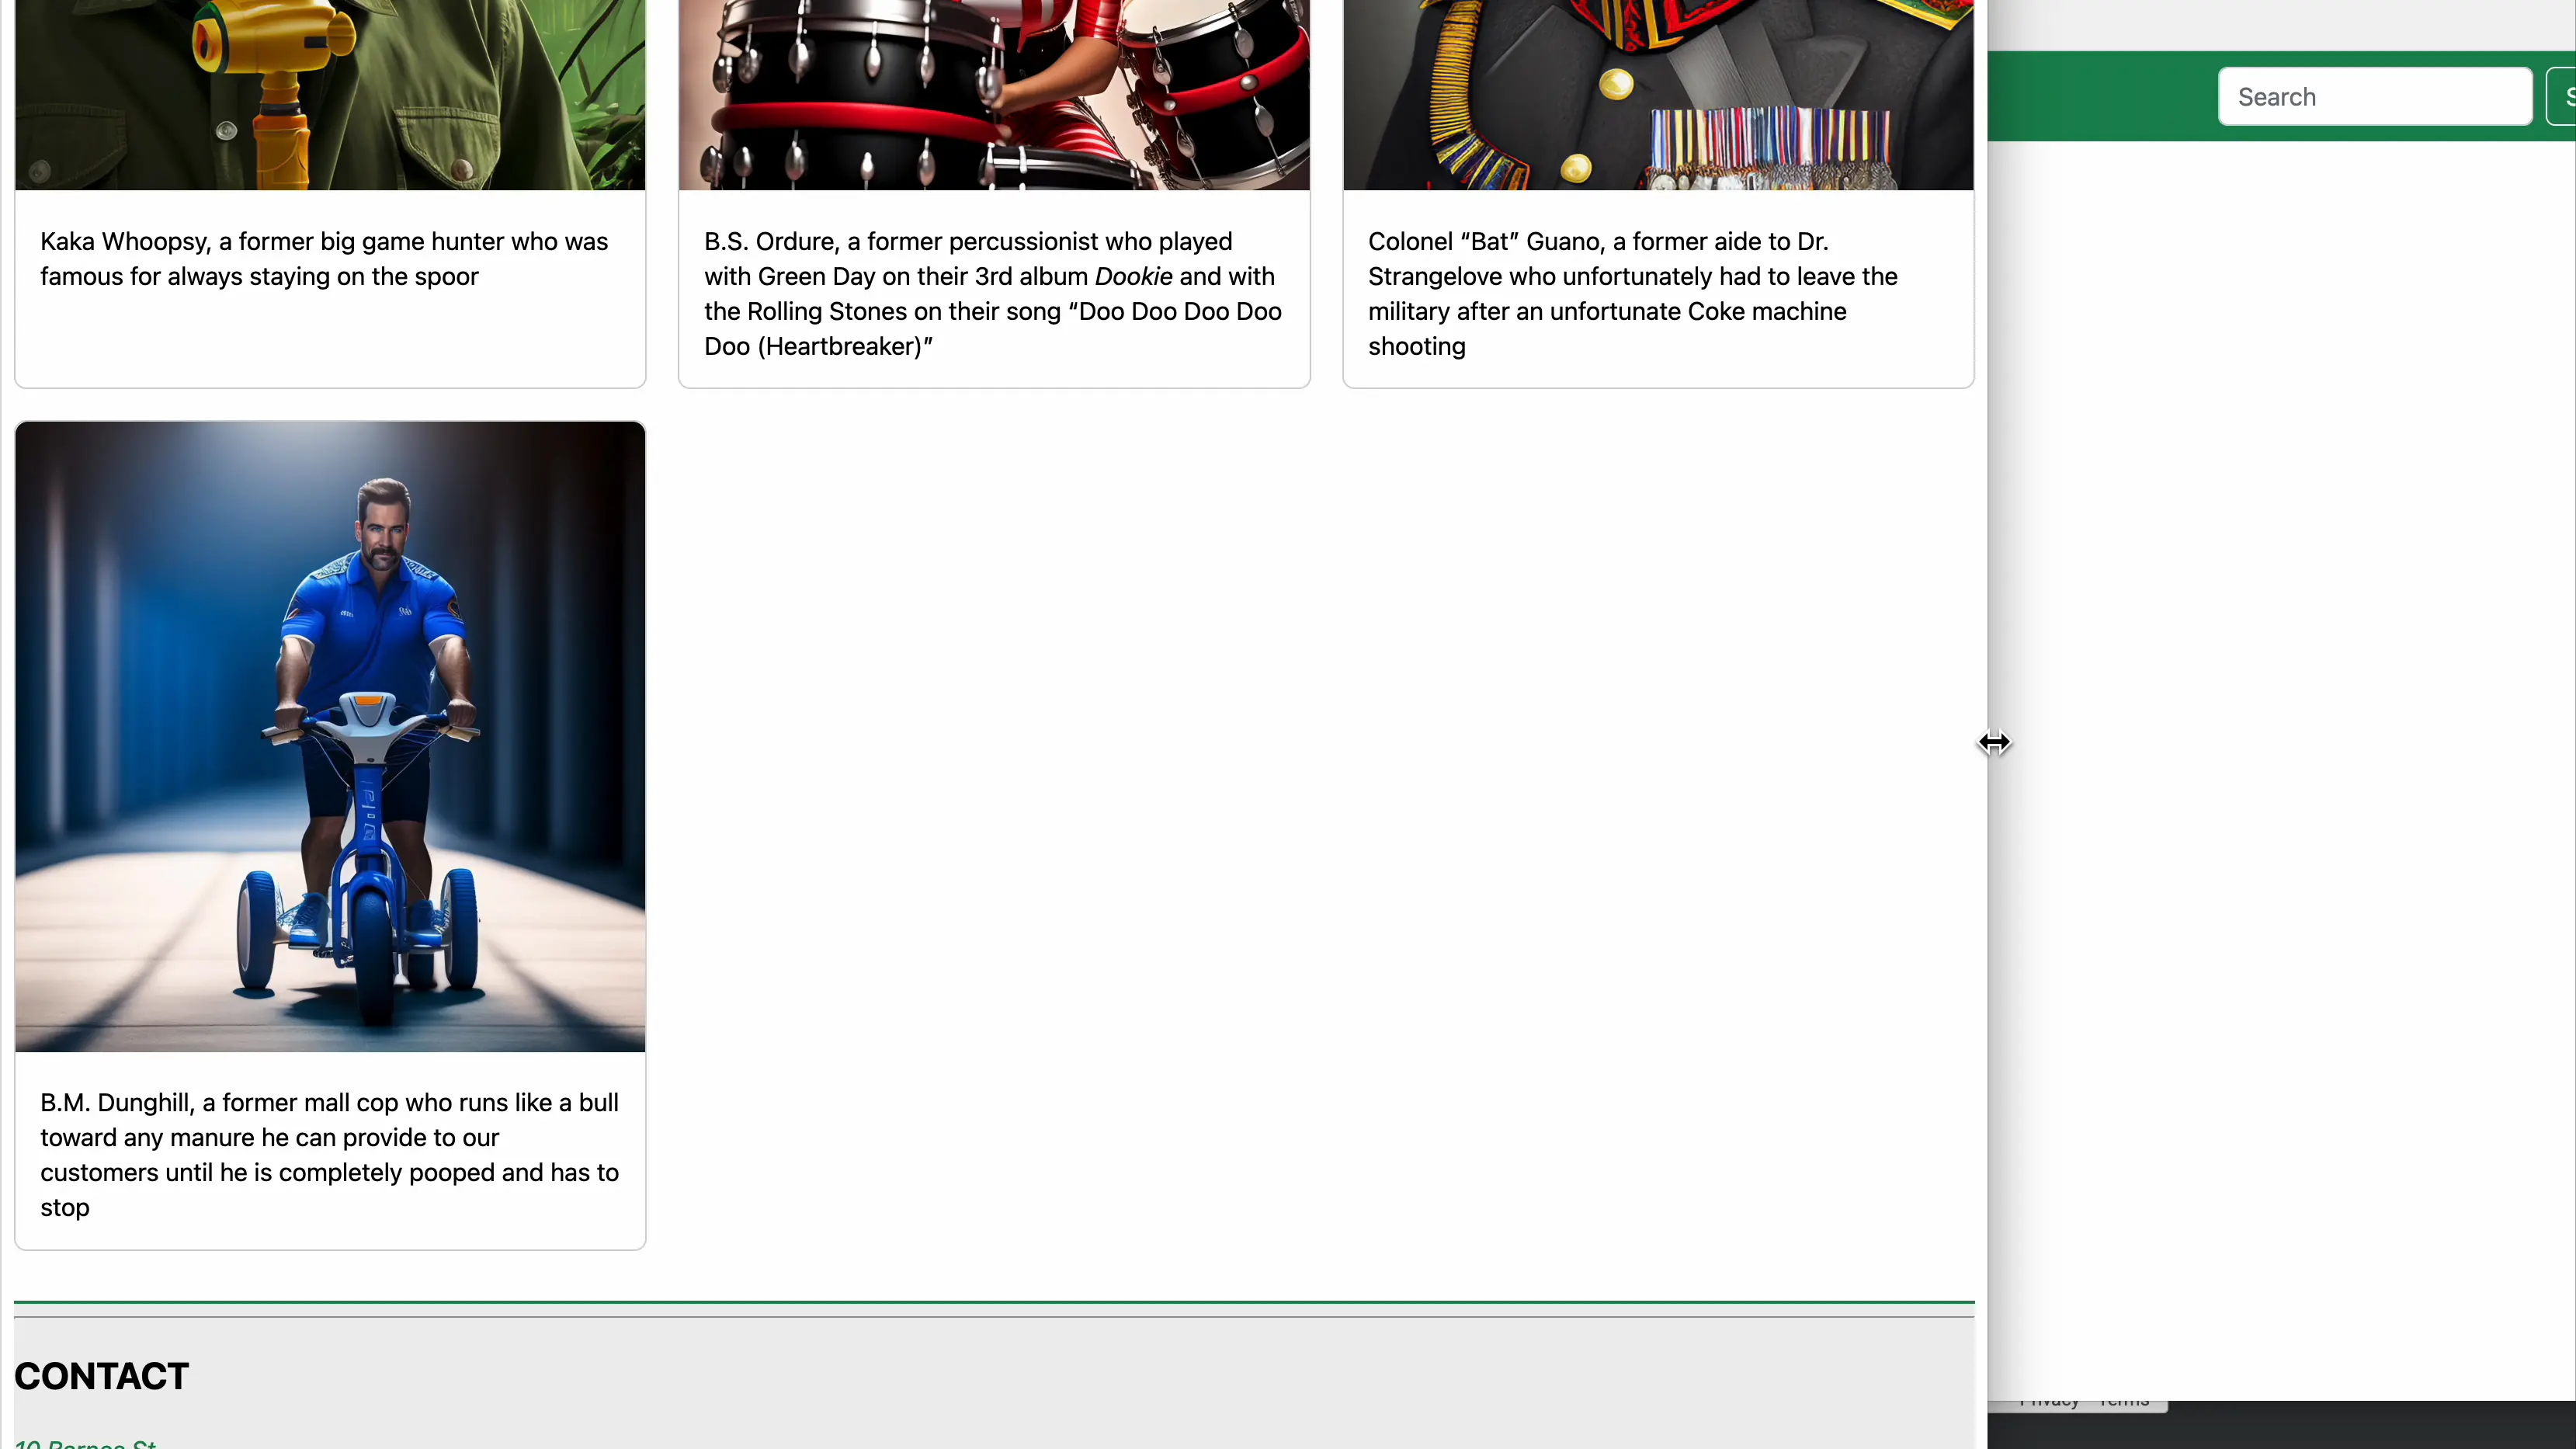 Search
Kaka Whoopsy, a former big game hunter who was
famous for always staying on the spoor
B.S. Ordure, a former percussionist who played
with Green Day on their 3rd album Dookie and with
the Rolling Stones on their song “Doo Doo Doo Doo
Doo (Heartbreaker)”
Colonel “Bat” Guano, a former aide to Dr.
Strangelove who unfortunately had to leave the
military after an unfortunate Coke machine
shooting
B.M. Dunghill, a former mall cop who runs like a bull
toward any manure he can provide to our
customers until he is completely pooped and has to
stop
CONTACT
Privacy Terms